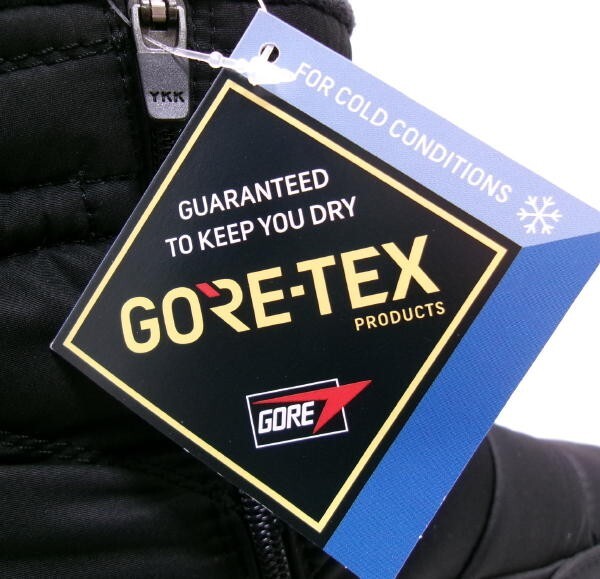 YKK
FOR COLD CONDITIONS
GUARANTEED
TO KEEP YOU DRY
GORE-TEX
PRODUCTS
GORE